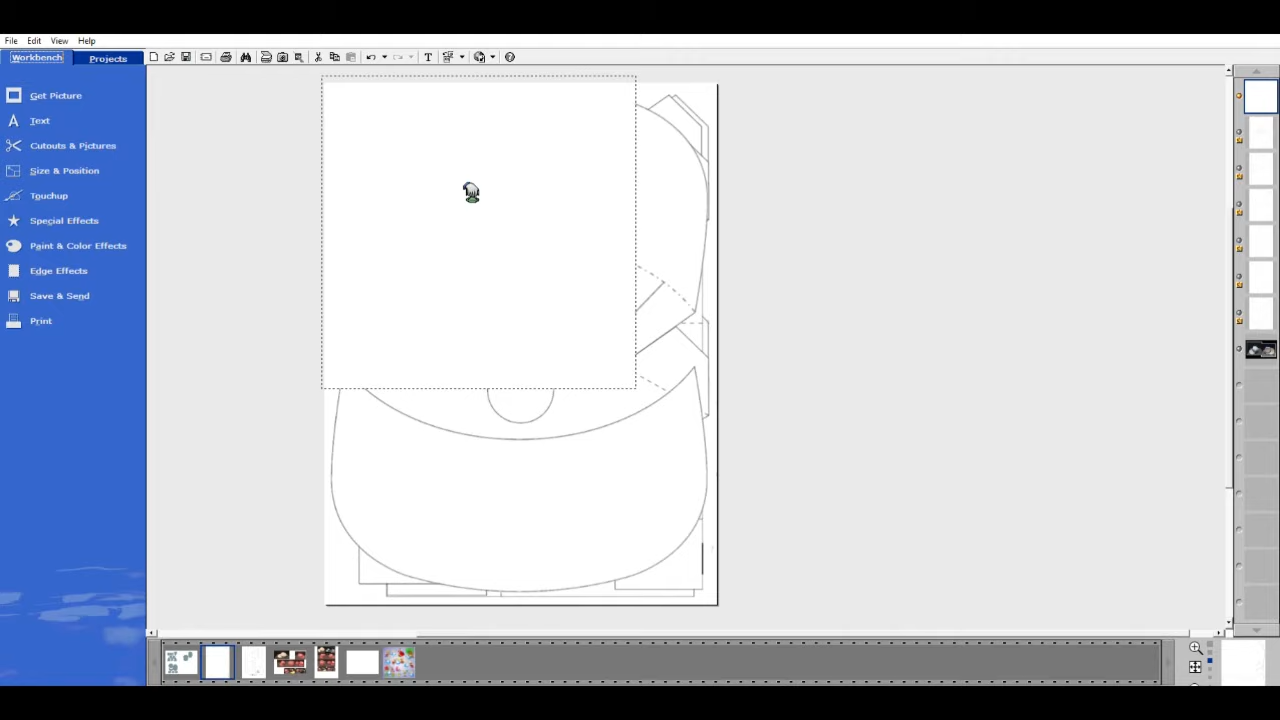 File Edit View Help
Workbench Projects
Get Picture
Text
Cutouts & Pictures
Size & Position
Touchup
Special Effects
Paint & Color Effects
Edge Effects
Save & Send
Print